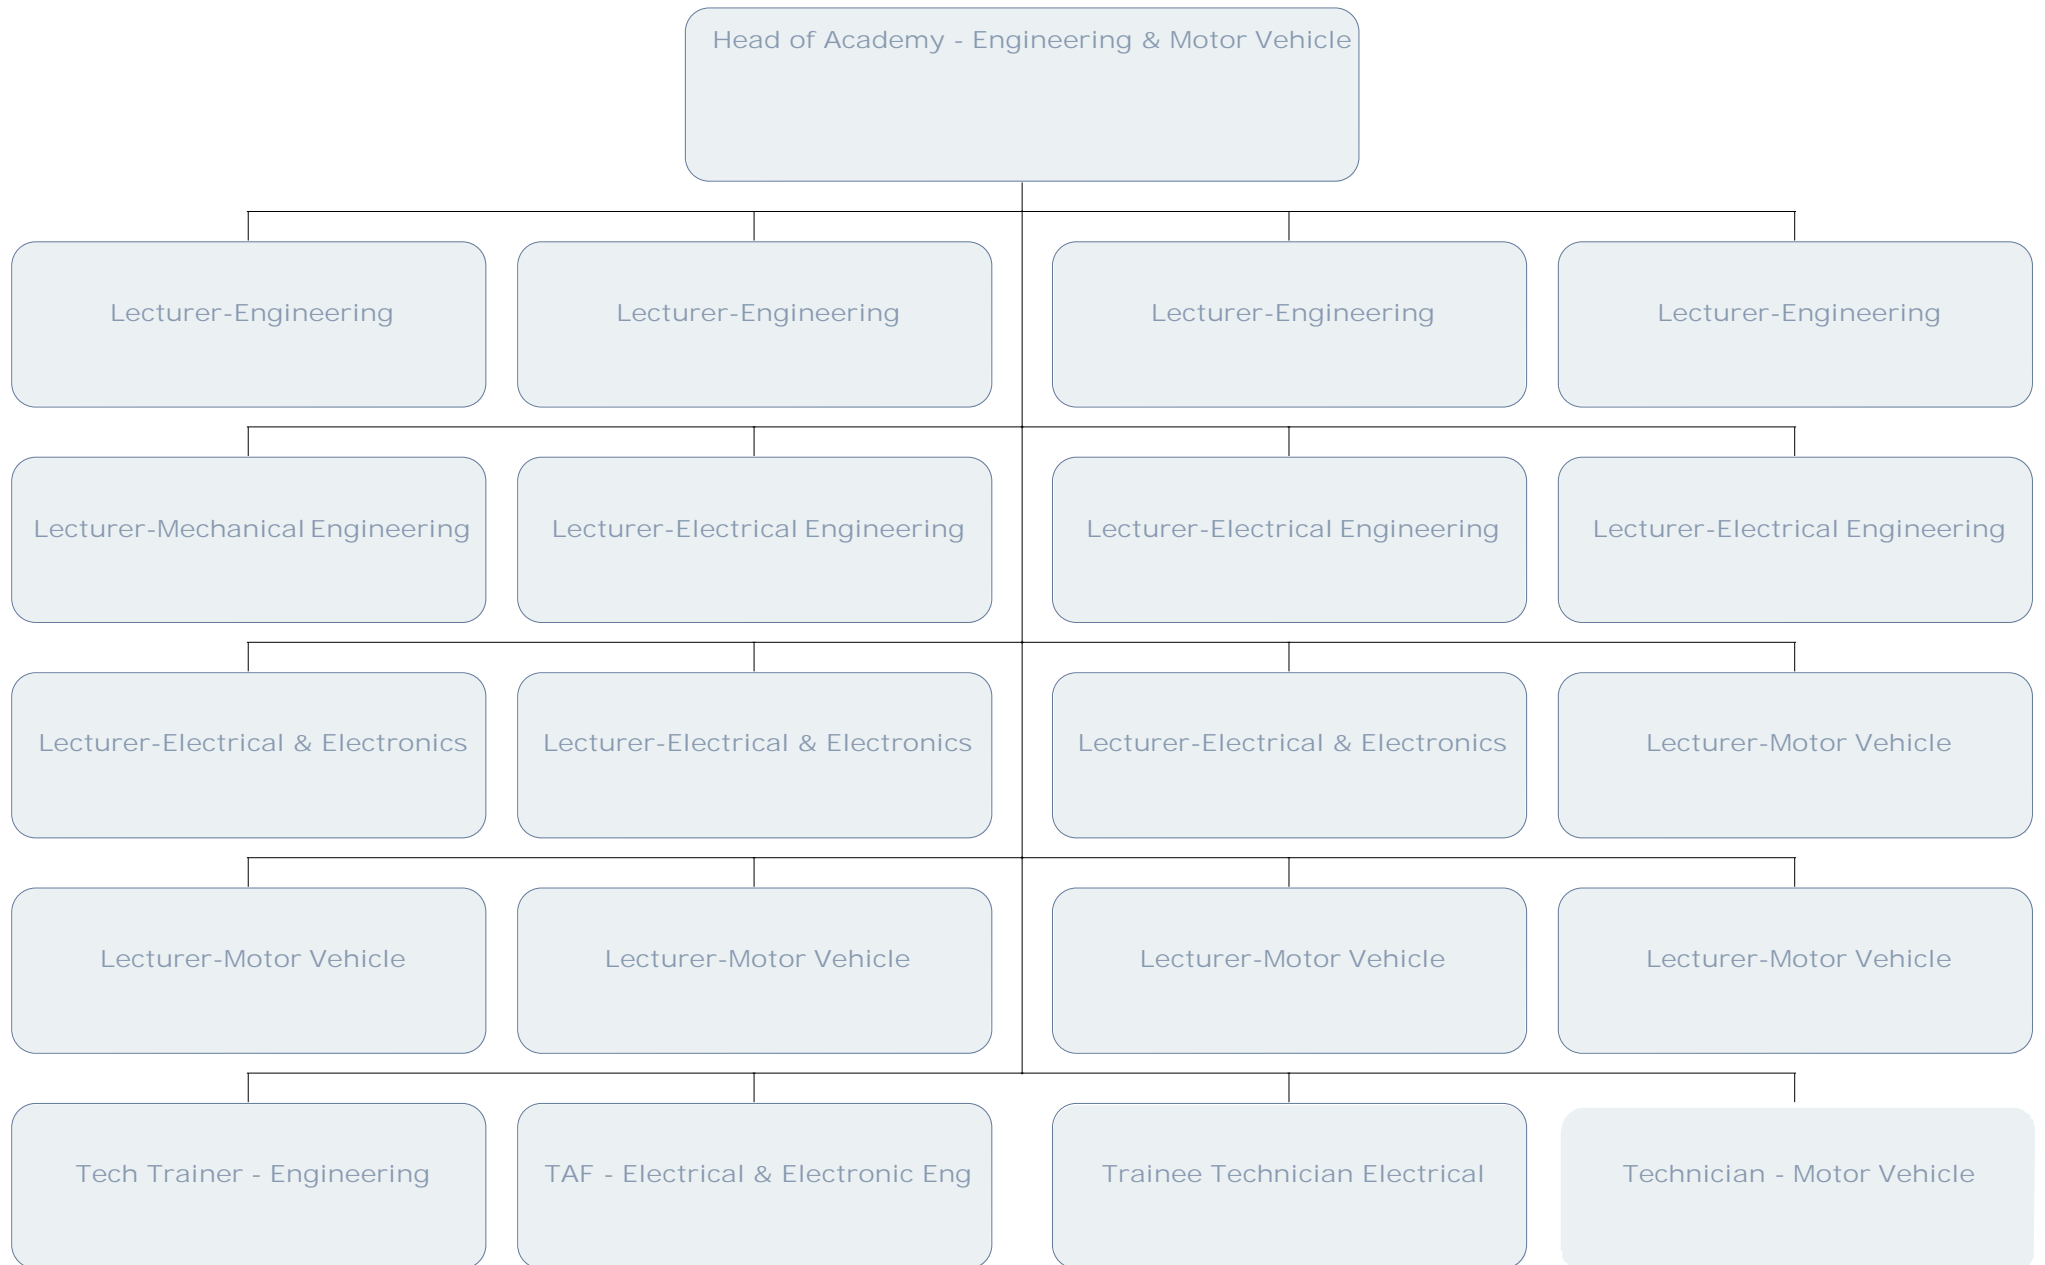 Head of Academy - Engineering & Motor Vehicle
Lecturer-Engineering
Lecturer-Engineering
Lecturer-Engineering
Lecturer-Engineering
Lecturer-Mechanical Engineering
Lecturer-Electrical Engineering
Lecturer-Electrical Engineering
Lecturer-Electrical Engineering
Lecturer-Electrical & Electronics
Lecturer-Electrical & Electronics
Lecturer-Electrical & Electronics
Lecturer-Motor Vehicle
Lecturer-Motor Vehicle
Lecturer-Motor Vehicle
Lecturer-Motor Vehicle
Lecturer-Motor Vehicle
Tech Trainer - Engineering
TAF - Electrical & Electronic Eng
Trainee Technician Electrical
Technician - Motor Vehicle